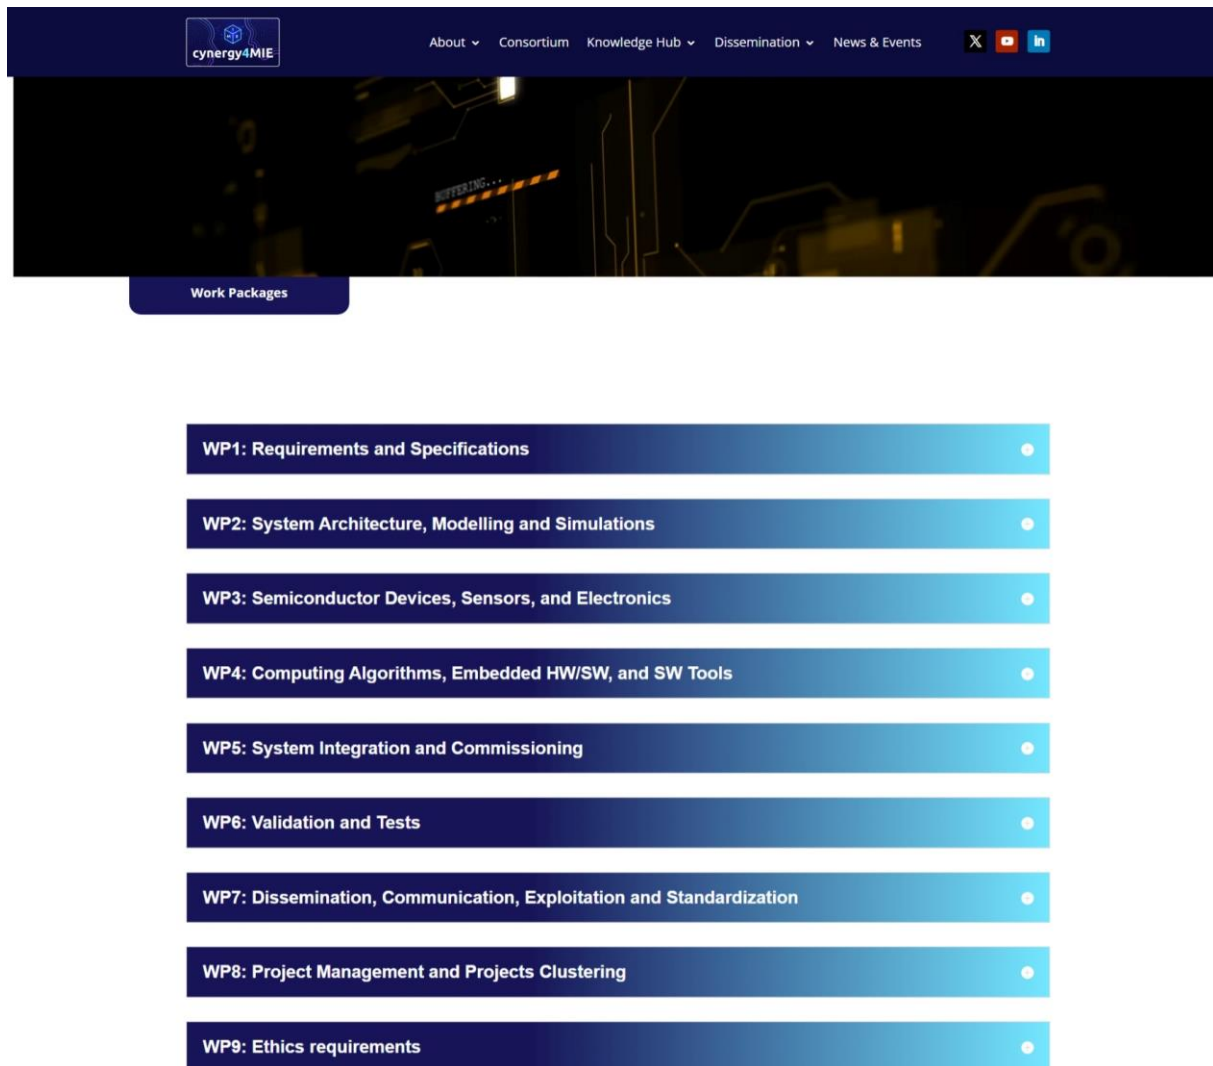 cynergy4MIE
About Consortium Knowledge Hub Dissemination News & Events
BUFFERING...
Work Packages
WP1: Requirements and Specifications
WP2: System Architecture, Modelling and Simulations
WP3: Semiconductor Devices, Sensors, and Electronics
WP4: Computing Algorithms, Embedded HW/SW, and SW Tools
WP5: System Integration and Commissioning
WP6: Validation and Tests
WP7: Dissemination, Communication, Exploitation and Standardization
WP8: Project Management and Projects Clustering
WP9: Ethics requirements